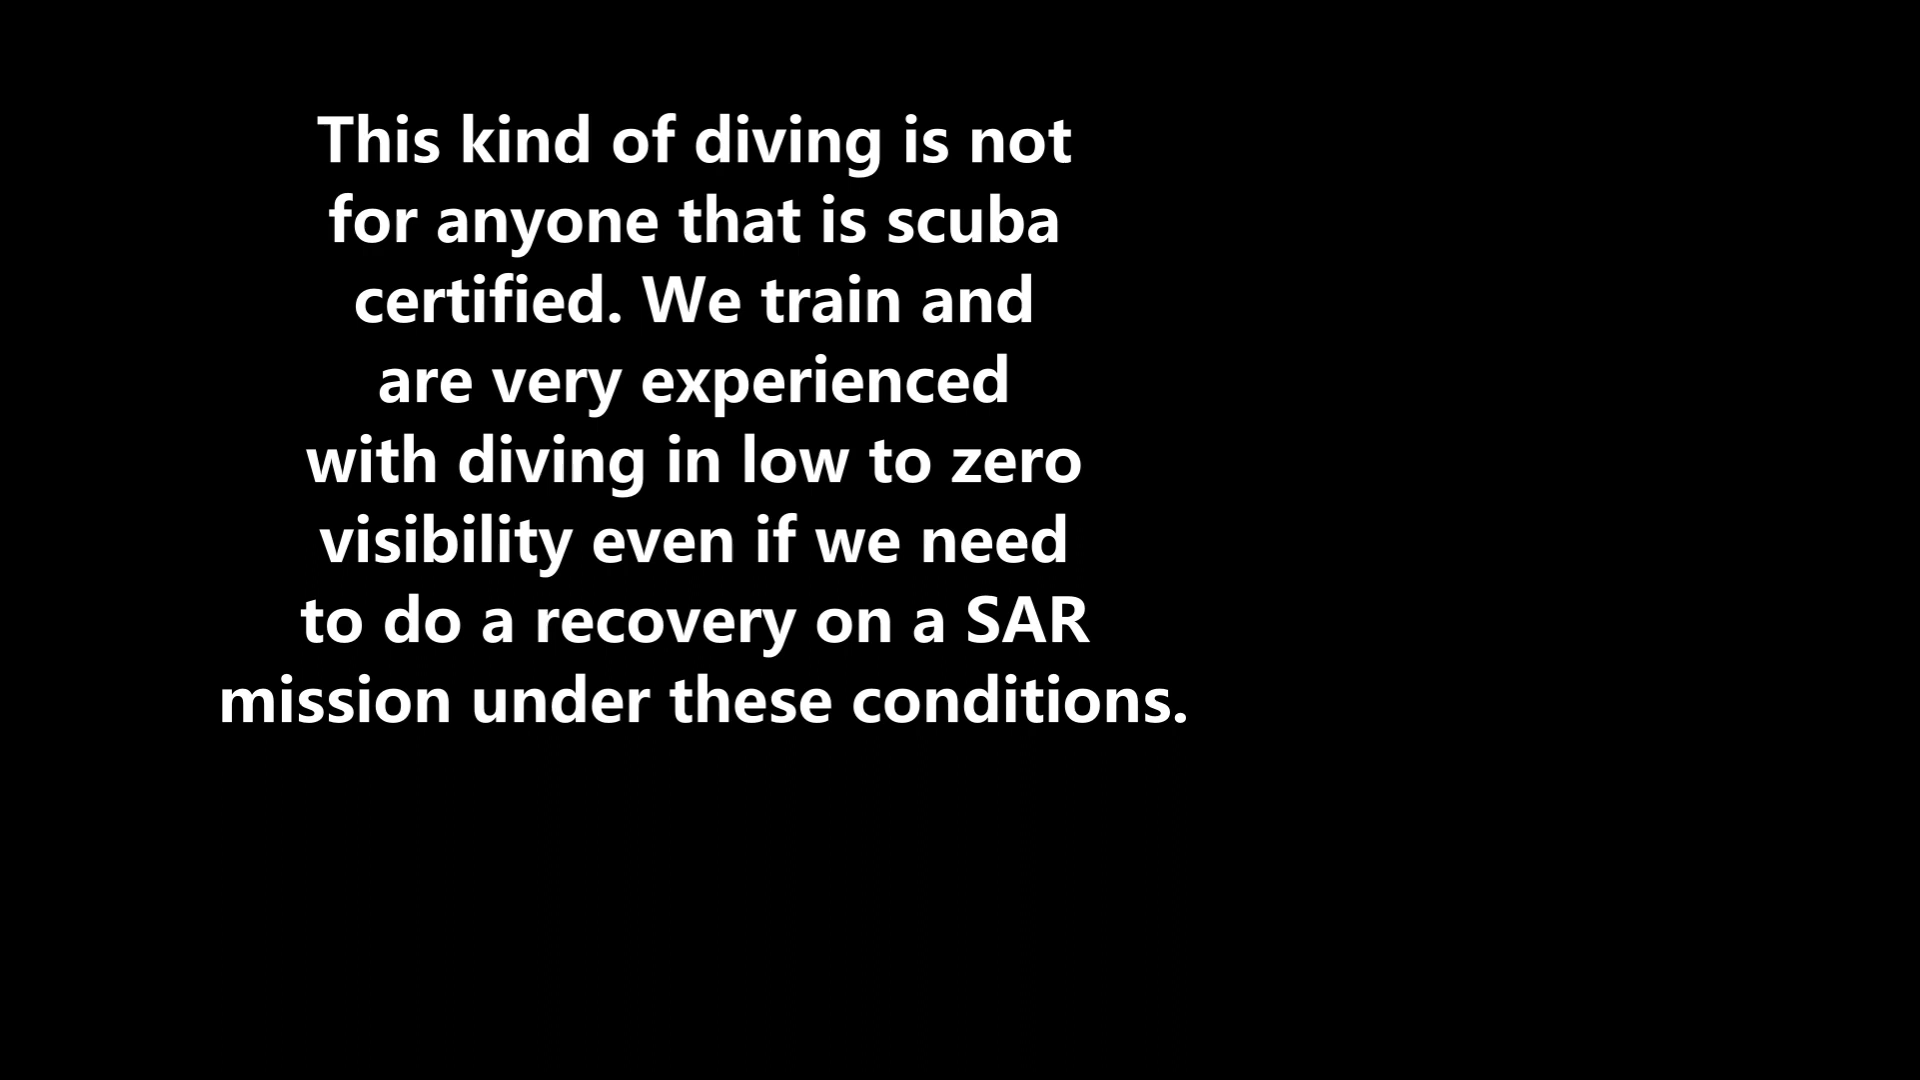 This kind of diving is not
for anyone that is scuba
certified. We train and
are very experienced
with diving in low to zero
visibility even if we need
to do a recovery on a SAR
mission under these conditions.